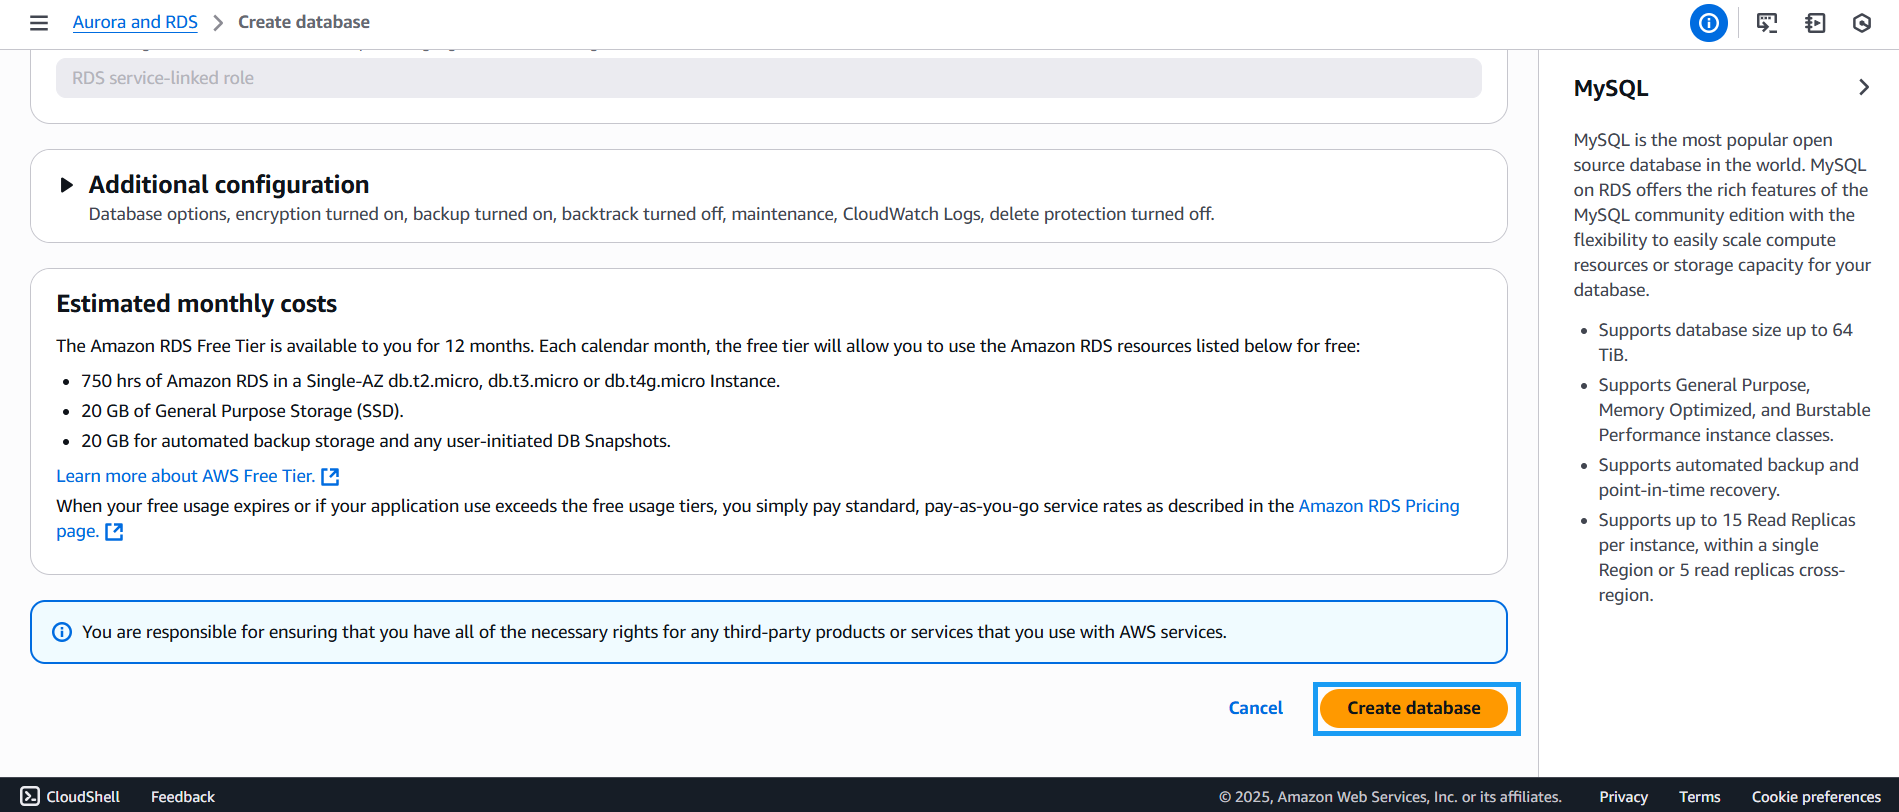 Aurora and RDS
Create database
RDS service-linked role
Additional configuration
Database options, encryption turned on, backup turned on, backtrack turned off, maintenance, CloudWatch Logs, delete protection turned off.
Estimated monthly costs
The Amazon RDS Free Tier is available to you for 12 months. Each calendar month, the free tier will allow you to use the Amazon RDS resources listed below for free:
• 750 hrs of Amazon RDS in a Single-AZ db.t2.micro, db.t3.micro or db.t4g.micro Instance.
• 20 GB of General Purpose Storage (SSD).
• 20 GB for automated backup storage and any user-initiated DB Snapshots.
Learn more about AWS Free Tier.
When your free usage expires or if your application use exceeds the free usage tiers, you simply pay standard, pay-as-you-go service rates as described in the Amazon RDS Pricing
page.
You are responsible for ensuring that you have all of the necessary rights for any third-party products or services that you use with AWS services.
Cancel
Create database
MySQL
MySQL is the most popular open
source database in the world. MySQL
on RDS offers the rich features of the
MySQL community edition with the
flexibility to easily scale compute
resources or storage capacity for your
database.
• Supports database size up to 64
TiB.
• Supports General Purpose,
Memory Optimized, and Burstable
Performance instance classes.
• Supports automated backup and
point-in-time recovery.
• Supports up to 15 Read Replicas
per instance, within a single
Region or 5 read replicas cross-
region.
CloudShell
Feedback
© 2025, Amazon Web Services, Inc. or its affiliates.
Privacy
Terms
Cookie preferences